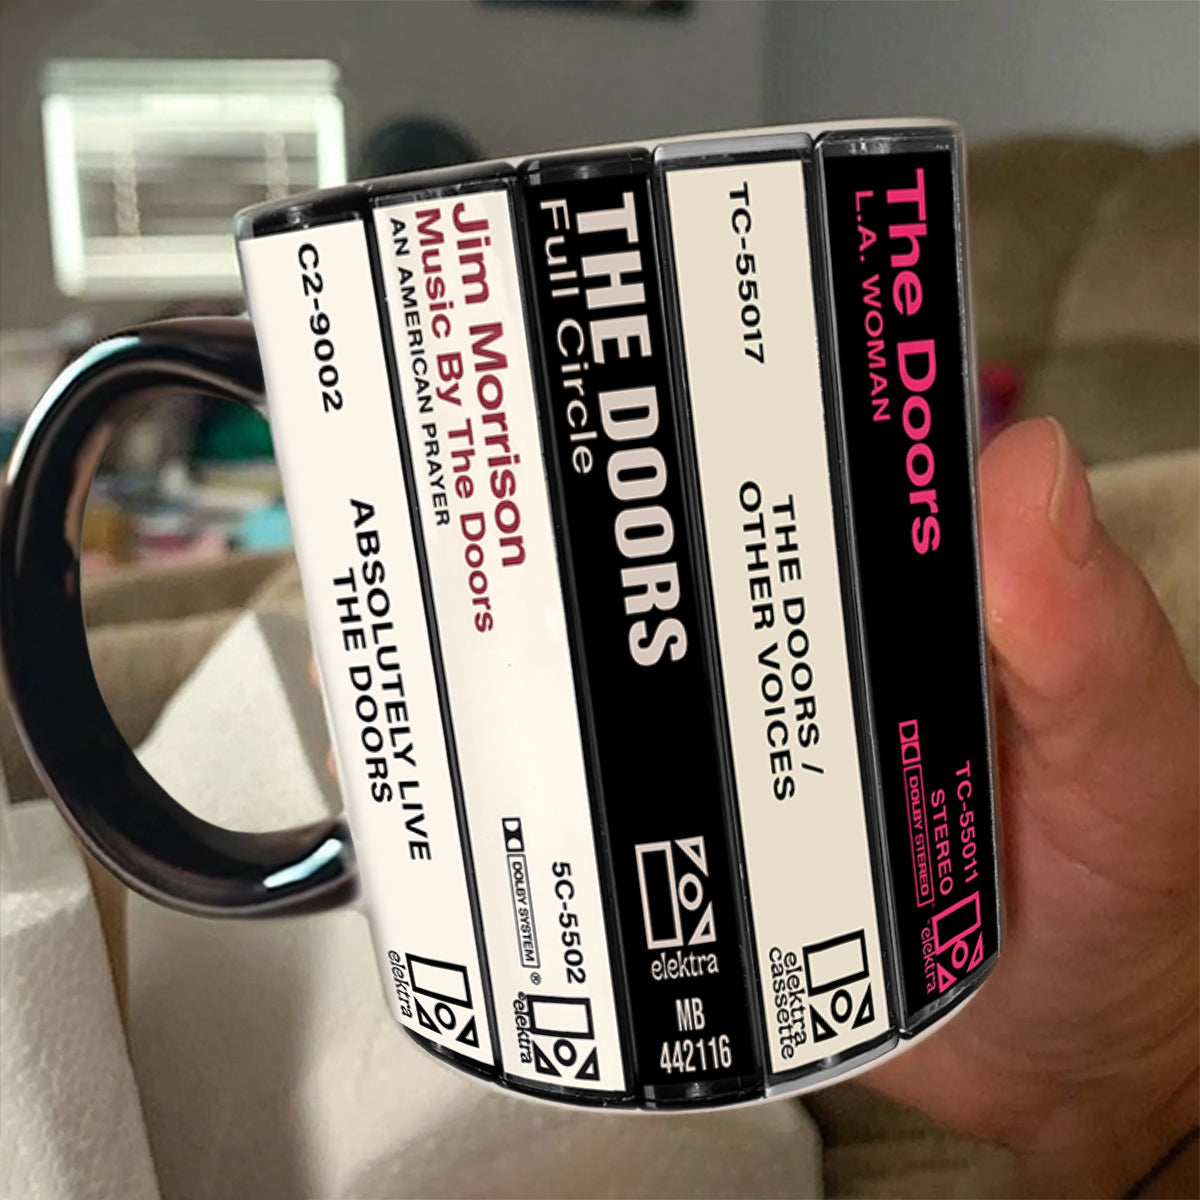 C2-9002
ABSOLUTELY LIVE
THE DOORS
elektra
Jim Morrison
Music By The Doors
AN AMERICAN PRAYER
5C-5502
DOLBY SYSTEM ®
elektra
THE DOORS
Full Circle
elektra
MB
442116
TC-55017
THE DOORS /
OTHER VOICES
elektra
cassette
The Doors
L.A. WOMAN
TC-55011
STEREO
DOLBY STEREO
elektra